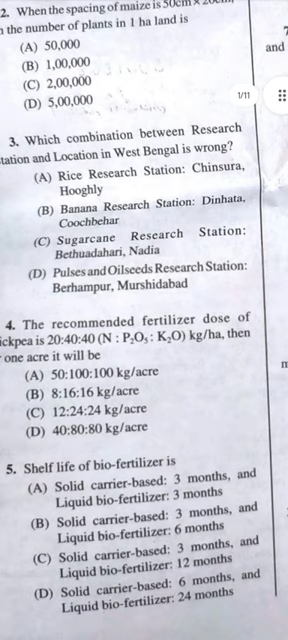 2. When the spacing of maize is 50cm × 20cm,
the number of plants in 1 ha land is
(A) 50,000
(B) 1,00,000
(C) 2,00,000
(D) 5,00,000
and
1/11
3. Which combination between Research
tation and Location in West Bengal is wrong?
(A) Rice Research Station: Chinsura,
Hooghly
(B) Banana Research Station: Dinhata,
Coochbehar
(C) Sugarcane Research Station:
Bethuadahari, Nadia
(D) Pulses and Oilseeds Research Station:
Berhampur, Murshidabad
4. The recommended fertilizer dose of
ickpea is 20:40:40 (N : P₂O₅ : K₂O) kg/ha, then
one acre it will be
(A) 50:100:100 kg/acre
(B) 8:16:16 kg/acre
(C) 12:24:24 kg/acre
(D) 40:80:80 kg/acre
5. Shelf life of bio-fertilizer is
(A) Solid carrier-based: 3 months, and
Liquid bio-fertilizer: 3 months
(B) Solid carrier-based: 3 months, and
Liquid bio-fertilizer: 6 months
(C) Solid carrier-based: 3 months, and
Liquid bio-fertilizer: 12 months
(D) Solid carrier-based: 6 months, and
Liquid bio-fertilizer: 24 months